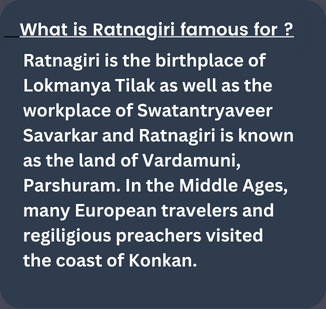 What is Ratnagiri famous for ?
Ratnagiri is the birthplace of
Lokmanya Tilak as well as the
workplace of Swatantryaveer
Savarkar and Ratnagiri is known
as the land of Vardamuni,
Parshuram. In the Middle Ages,
many European travelers and
regiligious preachers visited
the coast of Konkan.